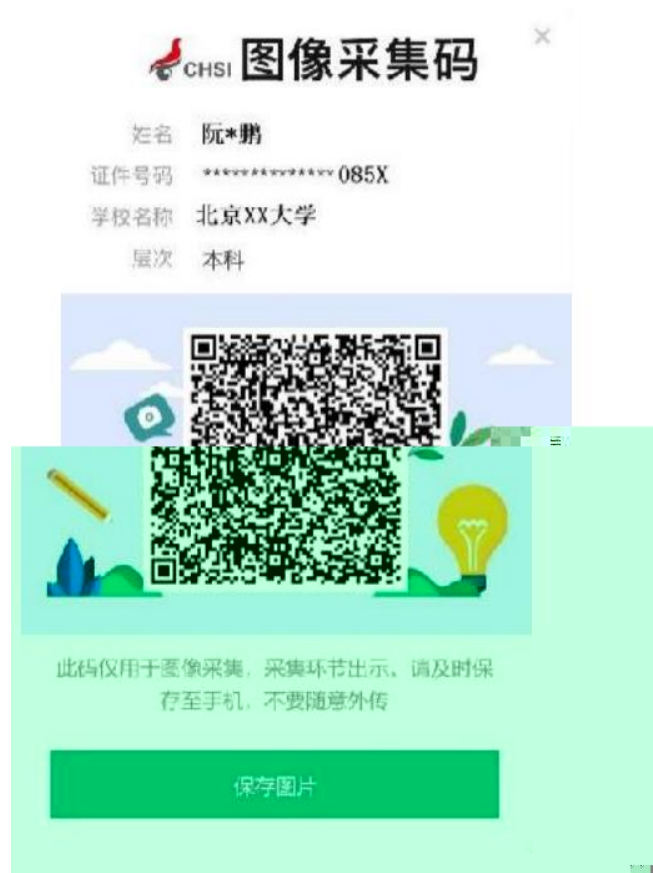 CHSI 图像采集码
姓名 阮*鹏
证件号码 **************085X
学校名称 北京XX大学
层次 本科
此码仅用于图像采集，采集环节出示，请及时保
存至手机，不要随意外传
保存图片